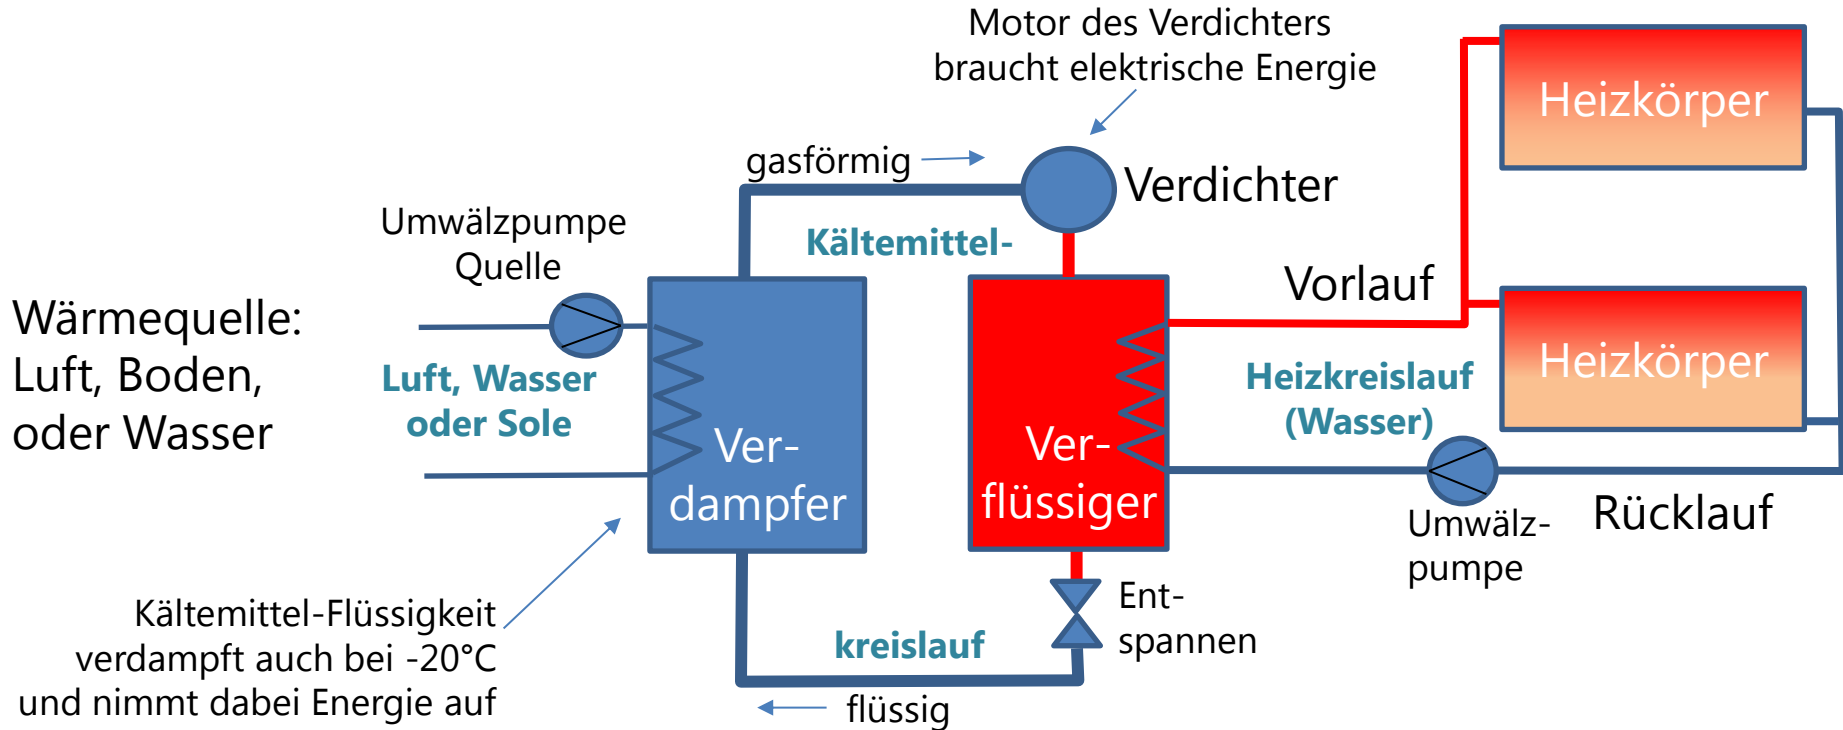 Motor des Verdichters
braucht elektrische Energie
Heizkörper
gasförmig
Verdichter
Umwälzpumpe
Quelle
Kältemittel-
Vorlauf
Wärmequelle:
Luft, Boden,
oder Wasser
Luft, Wasser
oder Sole
Heizkreislauf
(Wasser)
Heizkörper
Ver-
dampfer
Ver-
flüssiger
Umwälz-
pumpe
Rücklauf
Kältemittel-Flüssigkeit
verdampft auch bei -20°C
und nimmt dabei Energie auf
kreislauf
Ent-
spannen
flüssig